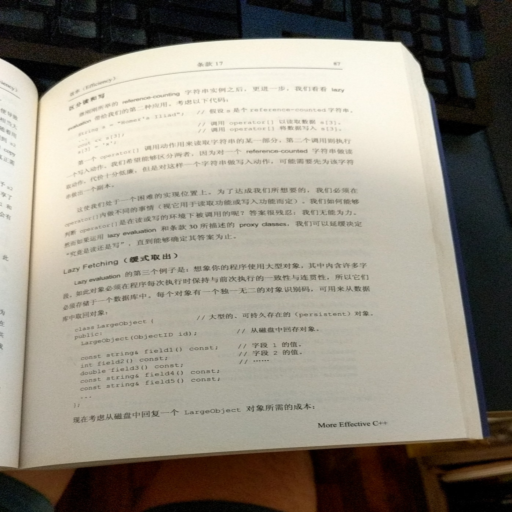 效率（Efficiency）
条款 17
87
区分读和写
reference-counting 字符串实例之后，更进一步，我们看看 lazy
evaluation 带给我们的第二种应用。考虑以下代码：
String s = "Homer's Iliad"; // 假设 s 是个 reference-counted 字符串。
cout << s[3]; // 调用 operator[] 以读取数据 s[3]。
s[3] = 'x'; // 调用 operator[] 将数据写入 s[3]。
第一个 operator[] 调用动作用来读取字符串的某一部分，第二个调用则执行
一个写入动作。我们希望能够区分两者，因为对一个 reference-counted 字符串做读
取动作，代价十分低廉，但是对这样一个字符串做写入动作，可能需要先为该字符
串做出一个副本。
这使我们处于一个困难的实现位置上。为了达成我们所想要的，我们必须在
operator[] 内做不同的事情（视它用于读取功能或写入功能而定）。我们如何能够
判断 operator[] 是在读或写的环境下被调用的呢？答案很残忍：我们无能为力。
然而如果运用 lazy evaluation 和条款 30 所描述的 proxy classes，我们可以延缓决定
“究竟是读还是写”，直到能够确定其答案为止。
Lazy Fetching（缓式取出）
Lazy evaluation 的第三个例子是：想象你的程序使用大型对象，其中内含许多字
段。如此对象必须在程序每次执行时保持与前次执行的一致性与连贯性，所以它们
必须存储于一个数据库中。每个对象有一个独一无二的对象识别码，可用来从数据
库中取回对象：
class LargeObject { // 大型的、可持久存在的（persistent）对象。
public:
LargeObject(ObjectID id); // 从磁盘中回存对象。
const string& field1() const; // 字段 1 的值。
int field2() const; // 字段 2 的值。
double field3() const; // ……
const string& field4() const;
const string& field5() const;
...
};
现在考虑从磁盘中回复一个 LargeObject 对象所需的成本：
More Effective C++